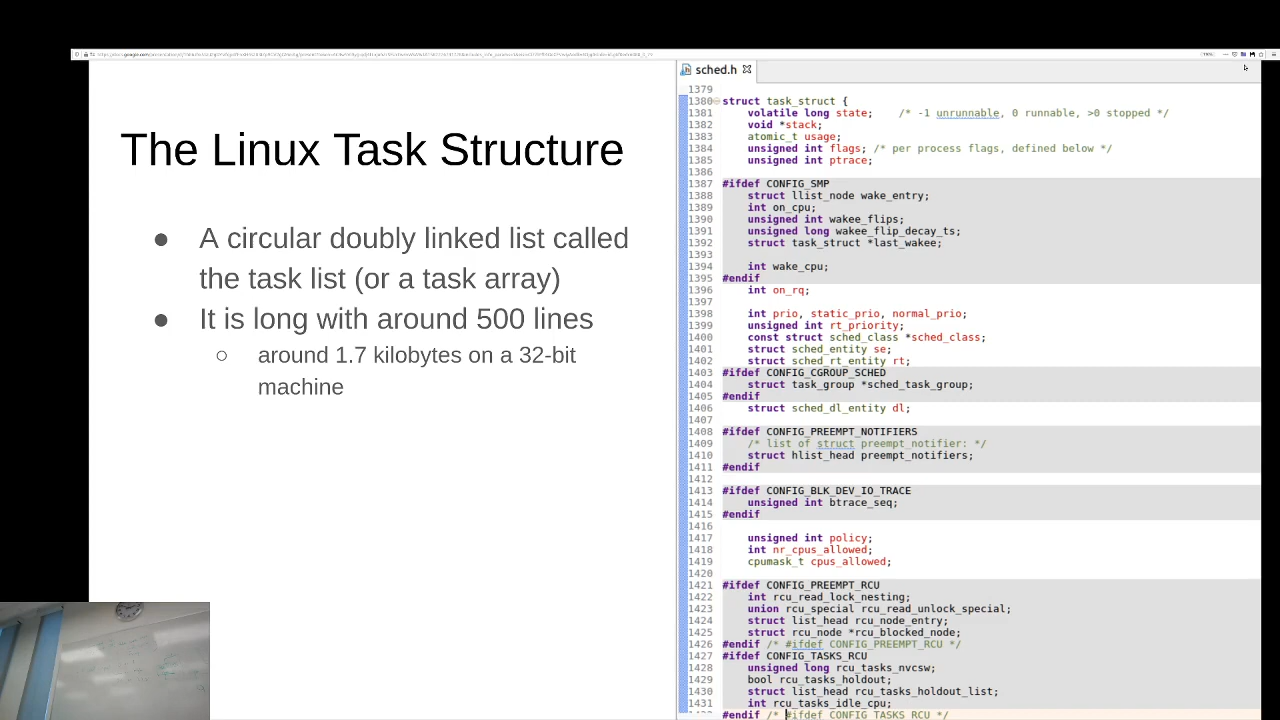 sched.h
The Linux Task Structure
● A circular doubly linked list called
the task list (or a task array)
● It is long with around 500 lines
○ around 1.7 kilobytes on a 32-bit
machine
1379
1380 struct task_struct {
1381 volatile long state; /* -1 unrunnable, 0 runnable, >0 stopped */
1382 void *stack;
1383 atomic_t usage;
1384 unsigned int flags; /* per process flags, defined below */
1385 unsigned int ptrace;
1386
1387 #ifdef CONFIG_SMP
1388 struct llist_node wake_entry;
1389 int on_cpu;
1390 unsigned int wakee_flips;
1391 unsigned long wakee_flip_decay_ts;
1392 struct task_struct *last_wakee;
1393
1394 int wake_cpu;
1395 #endif
1396 int on_rq;
1397
1398 int prio, static_prio, normal_prio;
1399 unsigned int rt_priority;
1400 const struct sched_class *sched_class;
1401 struct sched_entity se;
1402 struct sched_rt_entity rt;
1403 #ifdef CONFIG_CGROUP_SCHED
1404 struct task_group *sched_task_group;
1405 #endif
1406 struct sched_dl_entity dl;
1407
1408 #ifdef CONFIG_PREEMPT_NOTIFIERS
1409 /* list of struct preempt_notifier: */
1410 struct hlist_head preempt_notifiers;
1411 #endif
1412
1413 #ifdef CONFIG_BLK_DEV_IO_TRACE
1414 unsigned int btrace_seq;
1415 #endif
1416
1417 unsigned int policy;
1418 int nr_cpus_allowed;
1419 cpumask_t cpus_allowed;
1420
1421 #ifdef CONFIG_PREEMPT_RCU
1422 int rcu_read_lock_nesting;
1423 union rcu_special rcu_read_unlock_special;
1424 struct list_head rcu_node_entry;
1425 struct rcu_node *rcu_blocked_node;
1426 #endif /* #ifdef CONFIG_PREEMPT_RCU */
1427 #ifdef CONFIG_TASKS_RCU
1428 unsigned long rcu_tasks_nvcsw;
1429 bool rcu_tasks_holdout;
1430 struct list_head rcu_tasks_holdout_list;
1431 int rcu_tasks_idle_cpu;
1432 #endif /* #ifdef CONFIG_TASKS_RCU */